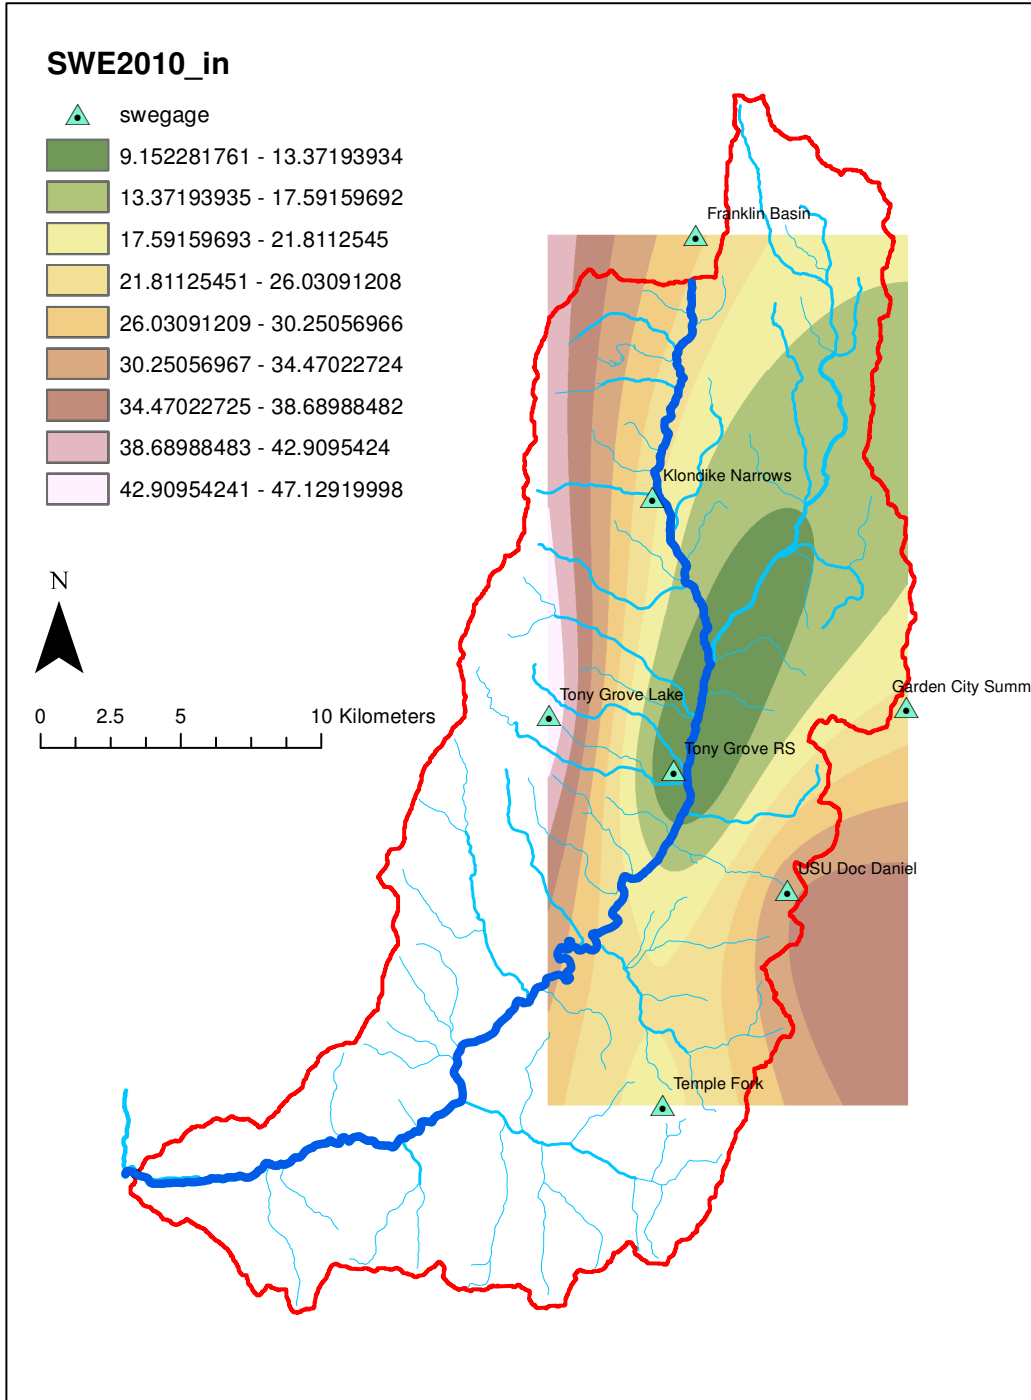 SWE2010_in
swegage
9.152281761 - 13.37193934
13.37193935 - 17.59159692
17.59159693 - 21.8112545
21.81125451 - 26.03091208
26.03091209 - 30.25056966
30.25056967 - 34.47022724
34.47022725 - 38.68988482
38.68988483 - 42.9095424
42.90954241 - 47.12919998
N
0 2.5 5 10 Kilometers
Franklin Basin
Klondike Narrows
Garden City Summ
Tony Grove Lake
Tony Grove RS
USU Doc Daniel
Temple Fork